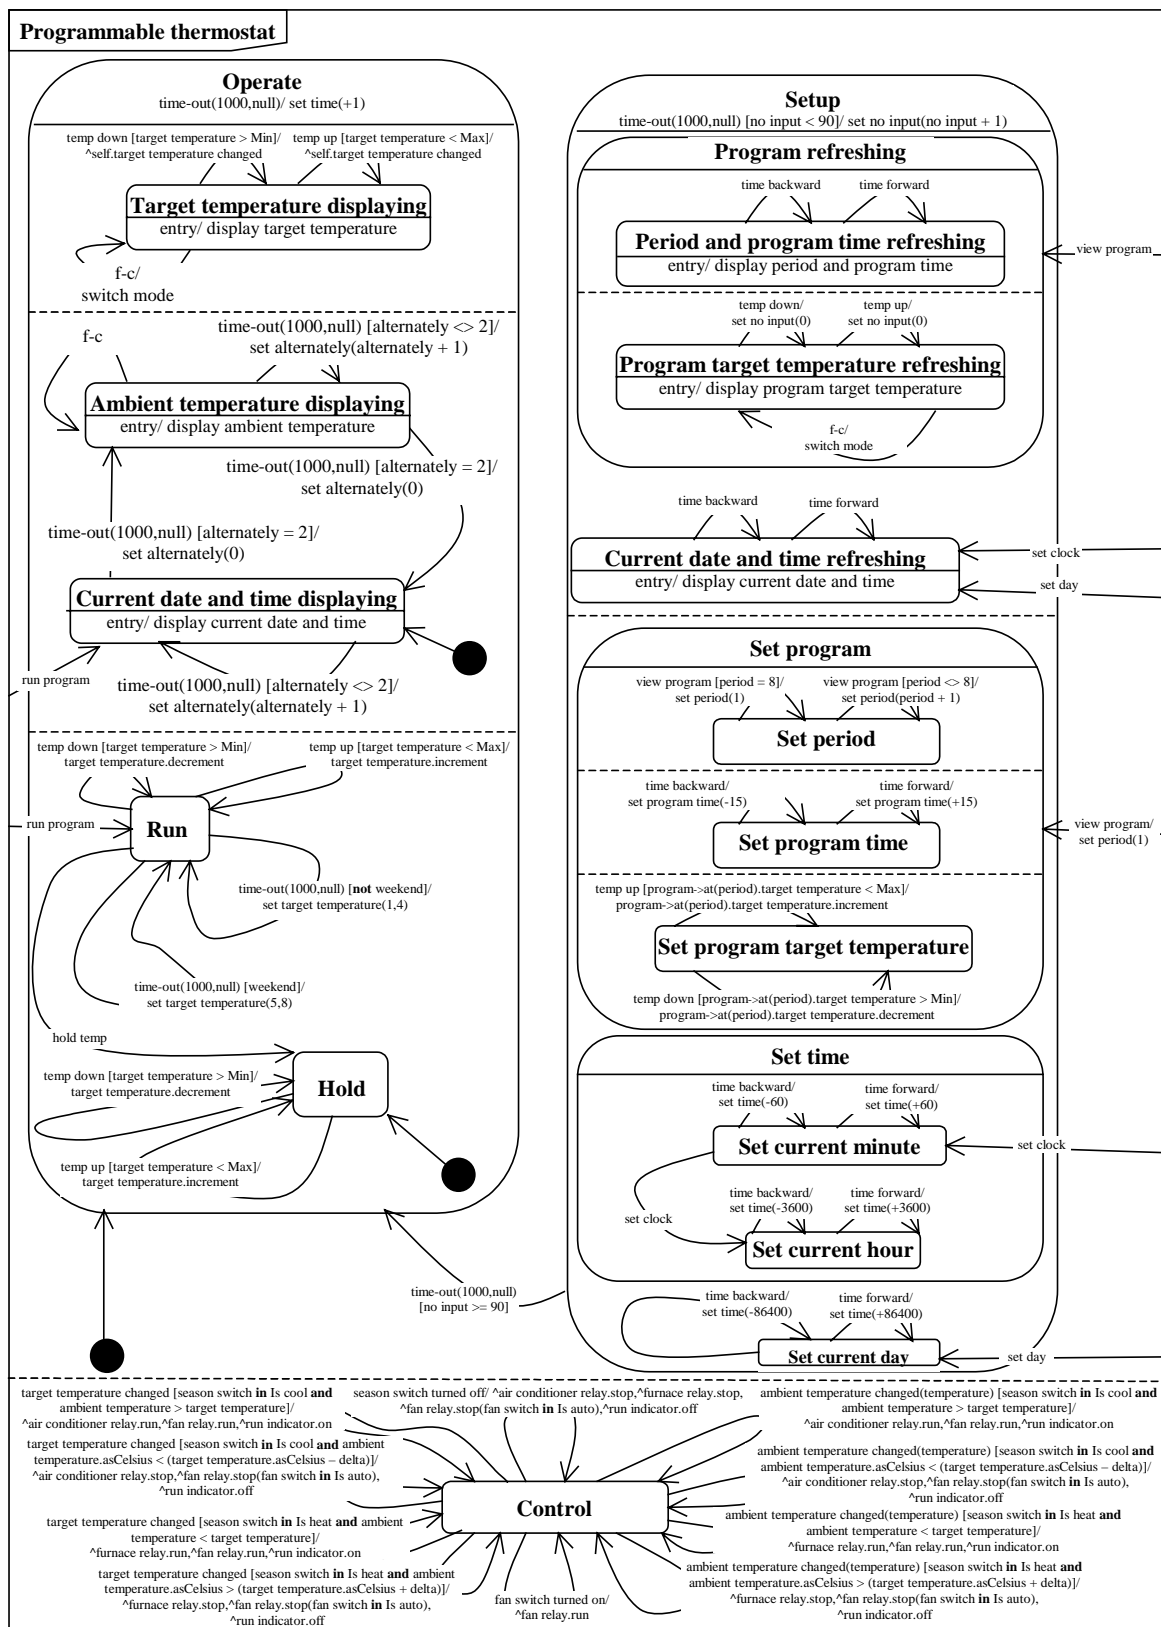 Programmable thermostat
Operate
time-out(1000,null)/ set time(+1)
temp down [target temperature > Min]/
^self.target temperature changed
temp up [target temperature < Max]/
^self.target temperature changed
Target temperature displaying
entry/ display target temperature
f-c/
switch mode
f-c
time-out(1000,null) [alternately <> 2]/
set alternately(alternately + 1)
Ambient temperature displaying
entry/ display ambient temperature
time-out(1000,null) [alternately = 2]/
set alternately(0)
time-out(1000,null) [alternately = 2]/
set alternately(0)
Current date and time displaying
entry/ display current date and time
run program
time-out(1000,null) [alternately <> 2]/
set alternately(alternately + 1)
temp down [target temperature > Min]/
target temperature.decrement
temp up [target temperature < Max]/
target temperature.increment
run program
Run
time-out(1000,null) [not weekend]/
set target temperature(1,4)
time-out(1000,null) [weekend]/
set target temperature(5,8)
hold temp
temp down [target temperature > Min]/
target temperature.decrement
Hold
temp up [target temperature < Max]/
target temperature.increment
Setup
time-out(1000,null) [no input < 90]/ set no input(no input + 1)
Program refreshing
time backward
time forward
Period and program time refreshing
entry/ display period and program time
view program
temp down/
set no input(0)
temp up/
set no input(0)
Program target temperature refreshing
entry/ display program target temperature
f-c/
switch mode
time backward
time forward
Current date and time refreshing
entry/ display current date and time
set clock
set day
Set program
view program [period = 8]/
set period(1)
view program [period <> 8]/
set period(period + 1)
Set period
time backward/
set program time(-15)
time forward/
set program time(+15)
Set program time
view program/
set period(1)
temp up [program->at(period).target temperature < Max]/
program->at(period).target temperature.increment
Set program target temperature
temp down [program->at(period).target temperature > Min]/
program->at(period).target temperature.decrement
Set time
time backward/
set time(-60)
time forward/
set time(+60)
Set current minute
set clock
set clock
time backward/
set time(-3600)
time forward/
set time(+3600)
Set current hour
time-out(1000,null)
[no input >= 90]
time backward/
set time(-86400)
time forward/
set time(+86400)
Set current day
set day
target temperature changed [season switch in Is cool and
ambient temperature > target temperature]/
^air conditioner relay.run,^fan relay.run,^run indicator.on
season switch turned off/ ^air conditioner relay.stop,^furnace relay.stop,
^fan relay.stop(fan switch in Is auto),^run indicator.off
ambient temperature changed(temperature) [season switch in Is cool and
ambient temperature > target temperature]/
^air conditioner relay.run,^fan relay.run,^run indicator.on
target temperature changed [season switch in Is cool and ambient
temperature.asCelsius < (target temperature.asCelsius – delta)]/
^air conditioner relay.stop,^fan relay.stop(fan switch in Is auto),
^run indicator.off
ambient temperature changed(temperature) [season switch in Is cool and
ambient temperature.asCelsius < (target temperature.asCelsius – delta)]/
^air conditioner relay.stop,^fan relay.stop(fan switch in Is auto),
^run indicator.off
Control
target temperature changed [season switch in Is heat and ambient
temperature < target temperature]/
^furnace relay.run,^fan relay.run,^run indicator.on
ambient temperature changed(temperature) [season switch in Is heat and
ambient temperature < target temperature]/
^furnace relay.run,^fan relay.run,^run indicator.on
target temperature changed [season switch in Is heat and ambient
temperature.asCelsius > (target temperature.asCelsius + delta)]/
^furnace relay.stop,^fan relay.stop(fan switch in Is auto),
^run indicator.off
fan switch turned on/
^fan relay.run
ambient temperature changed(temperature) [season switch in Is heat and
ambient temperature.asCelsius > (target temperature.asCelsius + delta)]/
^furnace relay.stop,^fan relay.stop(fan switch in Is auto),
^run indicator.off